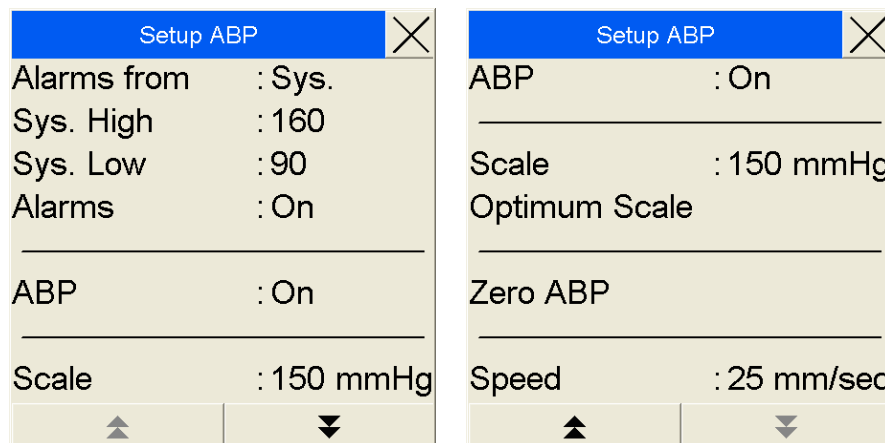 Setup ABP
Alarms from : Sys.
Sys. High : 160
Sys. Low : 90
Alarms : On
ABP : On
Scale : 150 mmHg
Setup ABP
ABP : On
Scale : 150 mmHg
Optimum Scale
Zero ABP
Speed : 25 mm/sec